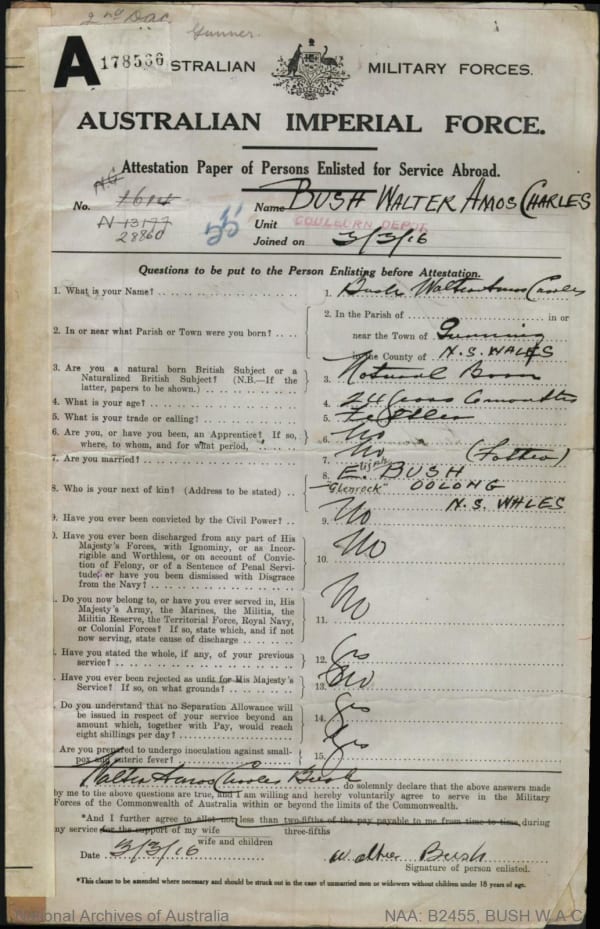 2nd Dac
Gunner
A 178566
STRALIAN MILITARY FORCES.
AUSTRALIAN IMPERIAL FORCE.
Attestation Paper of Persons Enlisted for Service Abroad.
No. 1614
N 13177
28860
Name BUSH WALTER AMOS CHARLES
Unit GOULBURN DEPOT
Joined on 3/3/16
Questions to be put to the Person Enlisting before Attestation.
1. What is your Name? 1. Bush Walter Amos Charles
2. In or near what Parish or Town were you born? 2. In the Parish of in or
near the Town of Gunning
in the County of N.S. WALES
3. Are you a natural born British Subject or a
Naturalized British Subject? (N.B.—If the
latter, papers to be shown.) 3. Natural Born
4. What is your age? 4. 24 years 6 months
5. What is your trade or calling? 5.
6. Are you, or have you been, an Apprentice? If so,
where, to whom, and for what period, 6. No
7. Are you married? 7. No
8. Who is your next of kin? (Address to be stated) 8. Elijah E. BUSH (Father)
"Glenrock" OOLONG
N.S. WALES
9. Have you ever been convicted by the Civil Power? 9. No
0. Have you ever been discharged from any part of His
Majesty's Forces, with Ignominy, or as Incor-
rigible and Worthless, or on account of Convic-
tion of Felony, or of a Sentence of Penal Servi-
tude, or have you been dismissed with Disgrace
from the Navy? 10. No
Do you now belong to, or have you ever served in, His
Majesty's Army, the Marines, the Militia, the
Militia Reserve, the Territorial Force, Royal Navy,
or Colonial Forces? If so, state which, and if not
now serving, state cause of discharge 11. No
Have you stated the whole, if any, of your previous
service? 12. Yes
Have you ever been rejected as unfit for His Majesty's
Service? If so, on what grounds? 13. No
Do you understand that no Separation Allowance will
be issued in respect of your service beyond an
amount which, together with Pay, would reach
eight shillings per day? 14. Yes
Are you prepared to undergo inoculation against small-
pox and enteric fever? 15. Yes
Walter Amos Charles Bush do solemnly declare that the above answers made
by me to the above questions are true, and I am willing and hereby voluntarily agree to serve in the Military
Forces of the Commonwealth of Australia within or beyond the limits of the Commonwealth.
*And I further agree to allot not less than two-fifths of the pay payable to me from time to time during
my service for the support of my wife three-fifths
wife and children
Date 3/3/16 Walter Bush
Signature of person enlisted.
*This clause to be amended where necessary and should be struck out in the case of unmarried men or widowers without children under 18 years of age.
National Archives of Australia NAA: B2455, BUSH W A C